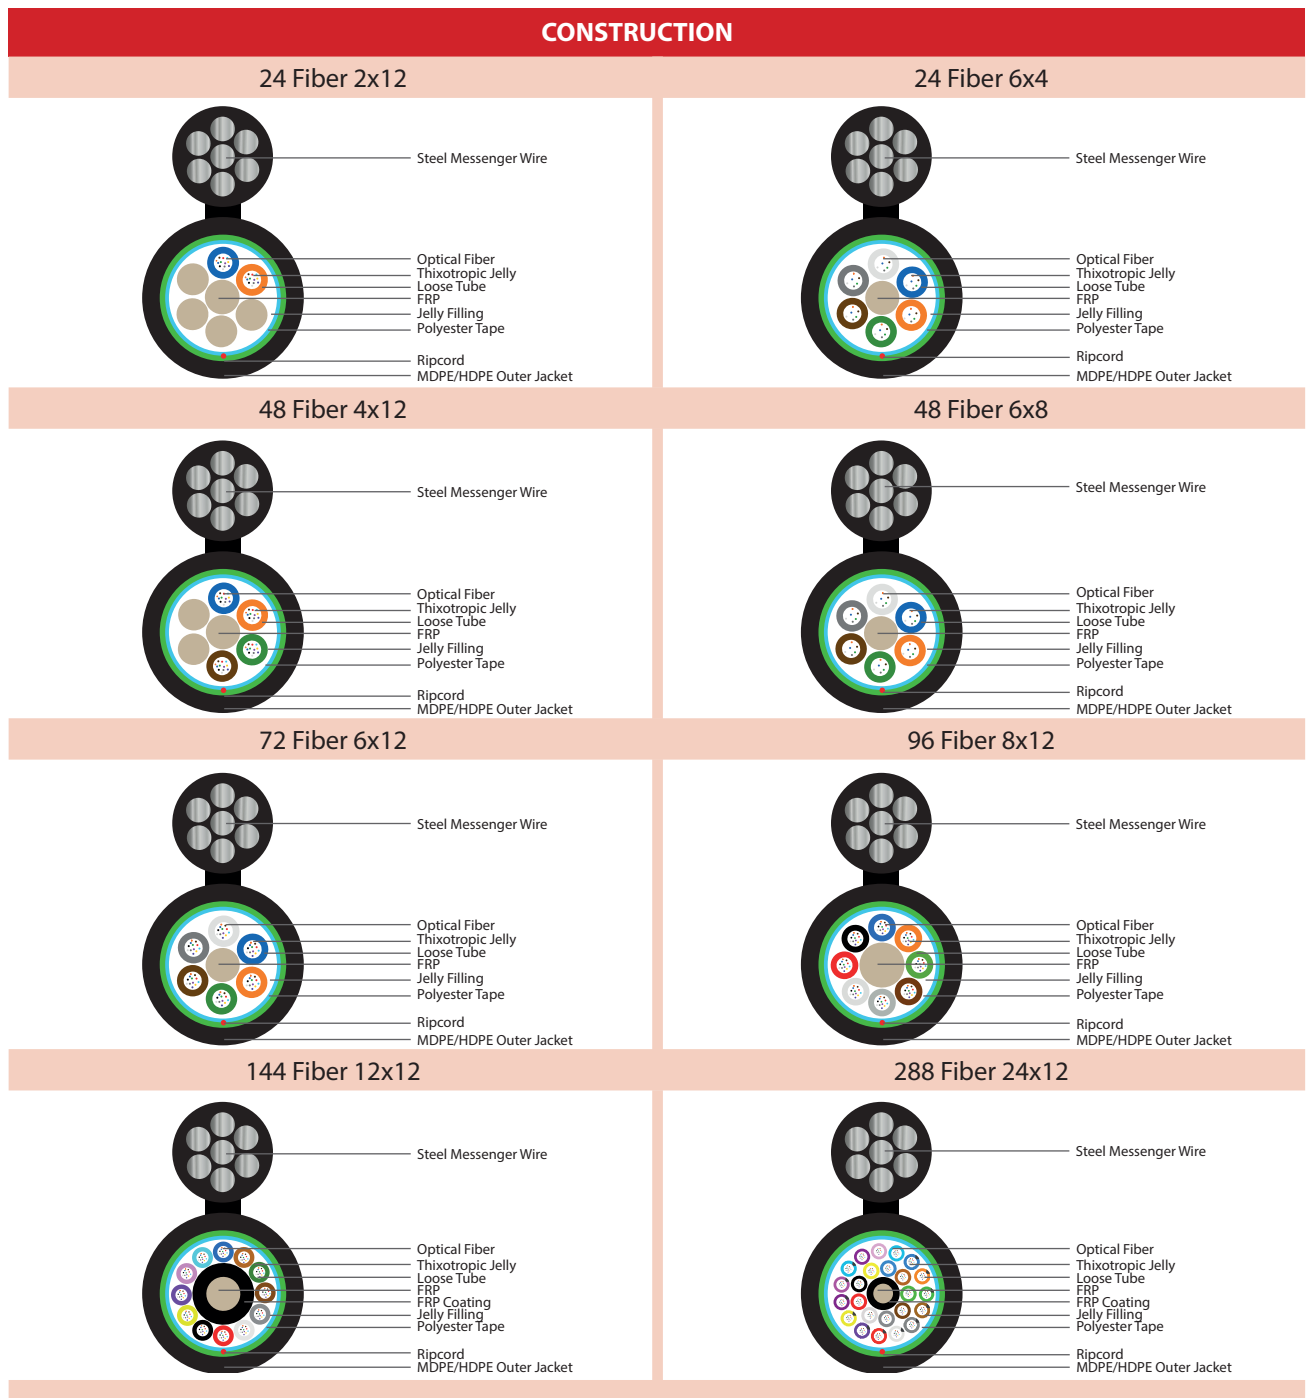 CONSTRUCTION
24 Fiber 2x12
Steel Messenger Wire
Optical Fiber
Thixotropic Jelly
Loose Tube
FRP
Jelly Filling
Polyester Tape
Ripcord
MDPE/HDPE Outer Jacket
24 Fiber 6x4
Steel Messenger Wire
Optical Fiber
Thixotropic Jelly
Loose Tube
FRP
Jelly Filling
Polyester Tape
Ripcord
MDPE/HDPE Outer Jacket
48 Fiber 4x12
Steel Messenger Wire
Optical Fiber
Thixotropic Jelly
Loose Tube
FRP
Jelly Filling
Polyester Tape
Ripcord
MDPE/HDPE Outer Jacket
48 Fiber 6x8
Steel Messenger Wire
Optical Fiber
Thixotropic Jelly
Loose Tube
FRP
Jelly Filling
Polyester Tape
Ripcord
MDPE/HDPE Outer Jacket
72 Fiber 6x12
Steel Messenger Wire
Optical Fiber
Thixotropic Jelly
Loose Tube
FRP
Jelly Filling
Polyester Tape
Ripcord
MDPE/HDPE Outer Jacket
96 Fiber 8x12
Steel Messenger Wire
Optical Fiber
Thixotropic Jelly
Loose Tube
FRP
Jelly Filling
Polyester Tape
Ripcord
MDPE/HDPE Outer Jacket
144 Fiber 12x12
Steel Messenger Wire
Optical Fiber
Thixotropic Jelly
Loose Tube
FRP
FRP Coating
Jelly Filling
Polyester Tape
Ripcord
MDPE/HDPE Outer Jacket
288 Fiber 24x12
Steel Messenger Wire
Optical Fiber
Thixotropic Jelly
Loose Tube
FRP
FRP Coating
Jelly Filling
Polyester Tape
Ripcord
MDPE/HDPE Outer Jacket